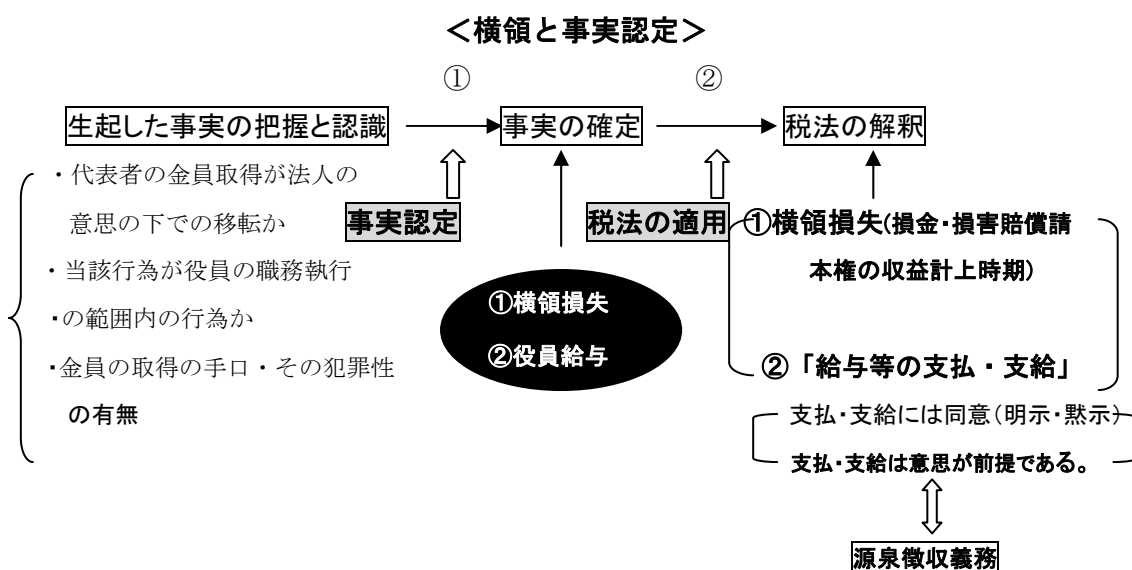 ＜横領と事実認定＞
① ②
生起した事実の把握と認識 事実の確定 税法の解釈
・代表者の金員取得が法人の
意思の下での移転か
・当該行為が役員の職務執行
・の範囲内の行為か
・金員の取得の手口・その犯罪性
の有無
事実認定
税法の適用
①横領損失
②役員給与
①横領損失(損金・損害賠償請
本権の収益計上時期)
②「給与等の支払・支給」
支払・支給には同意(明示・黙示)
支払・支給は意思が前提である。
源泉徴収義務